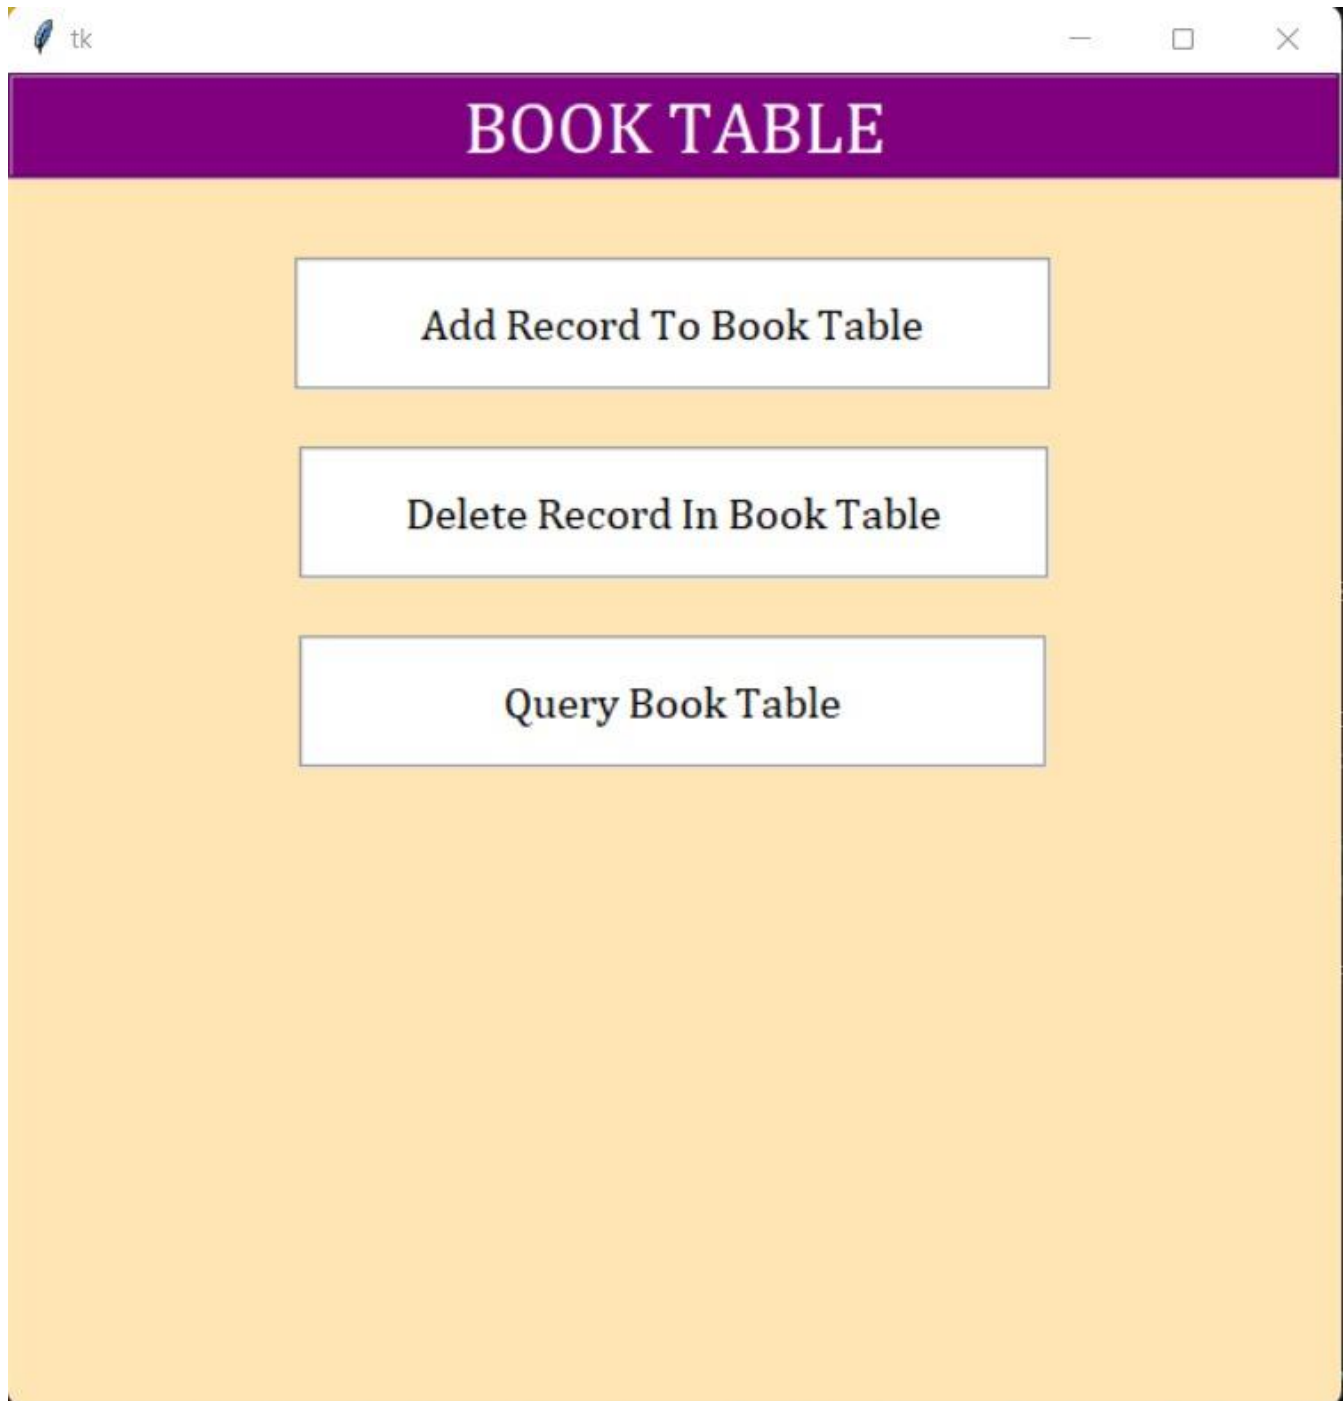 tk
BOOK TABLE
Add Record To Book Table
Delete Record In Book Table
Query Book Table